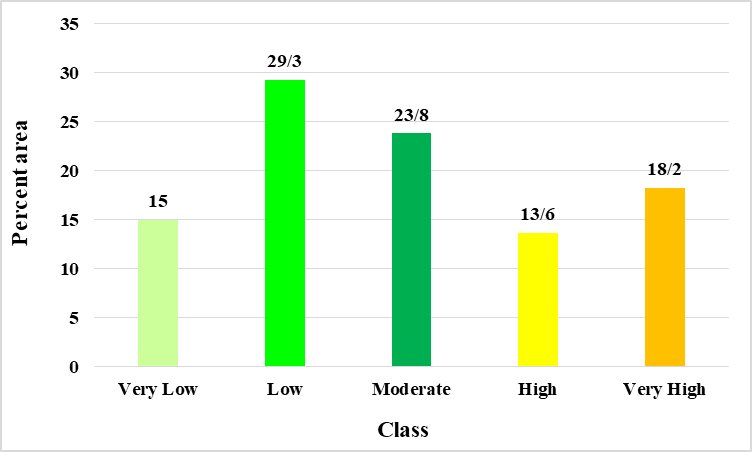 35
30
25
20
15
10
5
0
Percent area
15
29/3
23/8
13/6
18/2
Very Low
Low
Moderate
High
Very High
Class